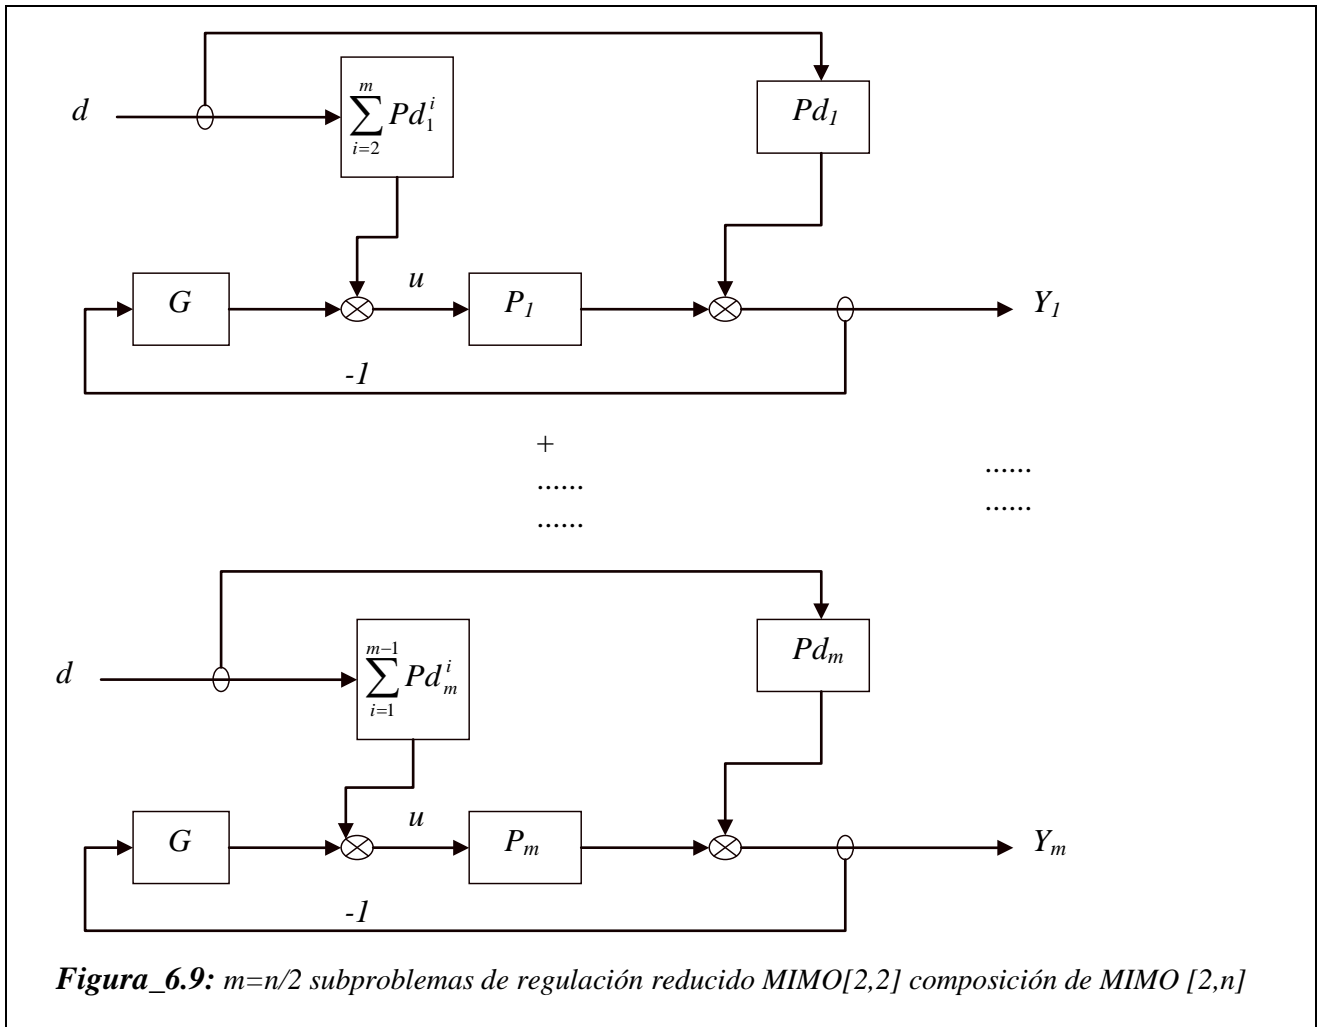 d
m
∑ Pd₁ⁱ
i=2
Pd₁
G
u
P₁
Y₁
-1
+
......
......
......
......
d
m−1
∑ Pdₘⁱ
i=1
Pdₘ
G
u
Pₘ
Yₘ
-1
Figura_6.9: m=n/2 subproblemas de regulación reducido MIMO[2,2] composición de MIMO [2,n]